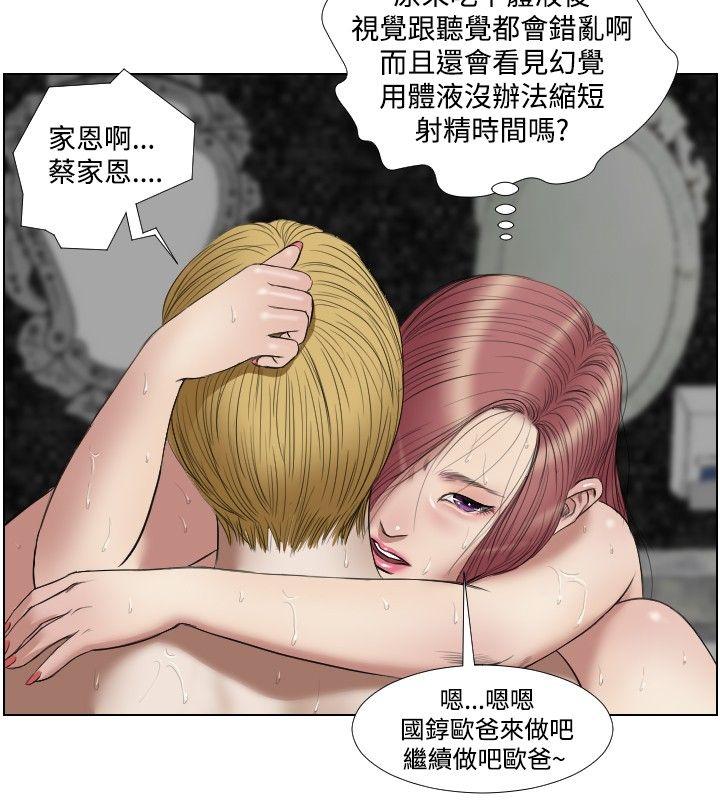 視覺跟聽覺都會錯亂啊
而且還會看見幻覺
用體液沒辦法縮短
射精時間嗎?
家恩啊...
蔡家恩....
嗯...嗯嗯
國錞歐爸來做吧
繼續做吧歐爸~